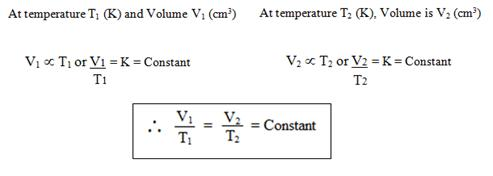 At temperature T₁ (K) and Volume V₁ (cm³)
At temperature T₂ (K), Volume is V₂ (cm³)
V₁ ∝ T₁ or V1 = K = Constant
T1
V₂ ∝ T₂ or V2 = K = Constant
T2
∴ V₁/T₁ = V₂/T₂ = Constant